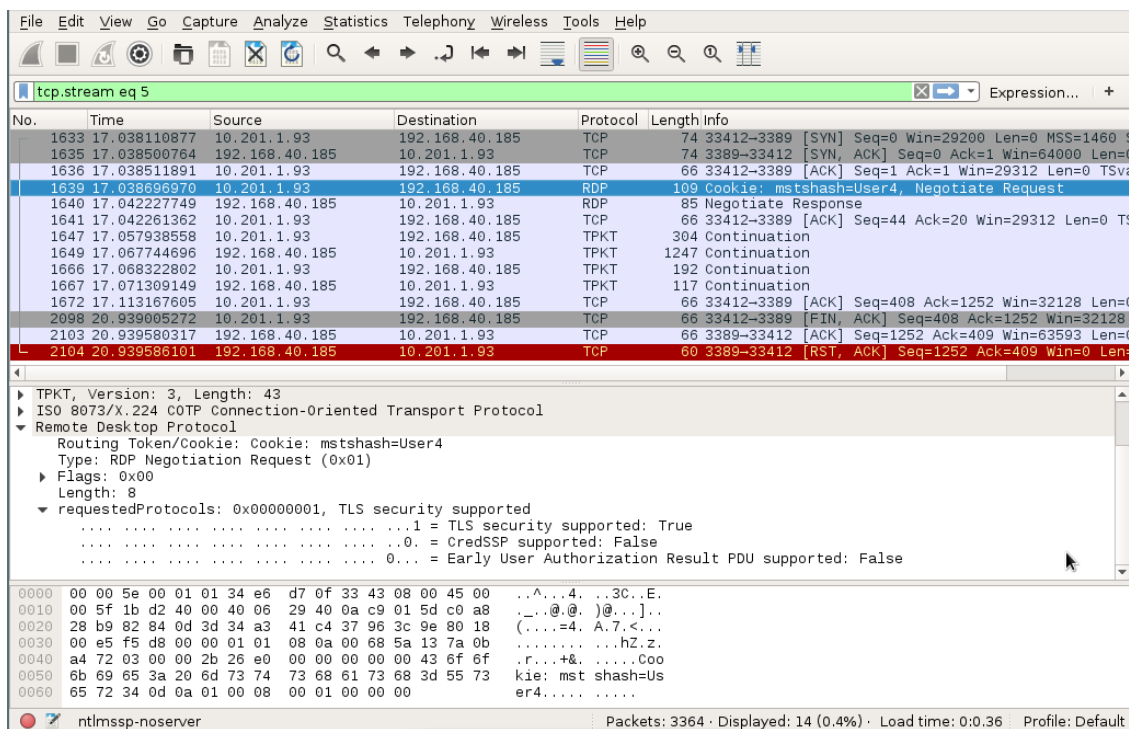 File Edit View Go Capture Analyze Statistics Telephony Wireless Tools Help
tcp.stream eq 5 Expression... +
No. Time Source Destination Protocol Length Info
1633 17.038110877 10.201.1.93 192.168.40.185 TCP 74 33412→3389 [SYN] Seq=0 Win=29200 Len=0 MSS=1460 S
1635 17.038500764 192.168.40.185 10.201.1.93 TCP 74 3389→33412 [SYN, ACK] Seq=0 Ack=1 Win=64000 Len=0
1636 17.038511891 10.201.1.93 192.168.40.185 TCP 66 33412→3389 [ACK] Seq=1 Ack=1 Win=29312 Len=0 TSva
1639 17.038696970 10.201.1.93 192.168.40.185 RDP 109 Cookie: mstshash=User4, Negotiate Request
1640 17.042227749 192.168.40.185 10.201.1.93 RDP 85 Negotiate Response
1641 17.042261362 10.201.1.93 192.168.40.185 TCP 66 33412→3389 [ACK] Seq=44 Ack=20 Win=29312 Len=0 TS
1647 17.057938558 10.201.1.93 192.168.40.185 TPKT 304 Continuation
1649 17.067744696 192.168.40.185 10.201.1.93 TPKT 1247 Continuation
1666 17.068322802 10.201.1.93 192.168.40.185 TPKT 192 Continuation
1667 17.071309149 192.168.40.185 10.201.1.93 TPKT 117 Continuation
1672 17.113167605 10.201.1.93 192.168.40.185 TCP 66 33412→3389 [ACK] Seq=408 Ack=1252 Win=32128 Len=0
2098 20.939005272 10.201.1.93 192.168.40.185 TCP 66 33412→3389 [FIN, ACK] Seq=408 Ack=1252 Win=32128
2103 20.939580317 192.168.40.185 10.201.1.93 TCP 66 3389→33412 [ACK] Seq=1252 Ack=409 Win=63593 Len=0
2104 20.939586101 192.168.40.185 10.201.1.93 TCP 60 3389→33412 [RST, ACK] Seq=1252 Ack=409 Win=0 Len=
TPKT, Version: 3, Length: 43
ISO 8073/X.224 COTP Connection-Oriented Transport Protocol
Remote Desktop Protocol
Routing Token/Cookie: Cookie: mstshash=User4
Type: RDP Negotiation Request (0x01)
Flags: 0x00
Length: 8
requestedProtocols: 0x00000001, TLS security supported
.... .... .... .... .... .... .... ...1 = TLS security supported: True
.... .... .... .... .... .... .... ..0. = CredSSP supported: False
.... .... .... .... .... .... .... 0... = Early User Authorization Result PDU supported: False
0000 00 00 5e 00 01 01 34 e6 d7 0f 33 43 08 00 45 00 ..^...4. ..3C..E.
0010 00 5f 1b d2 40 00 40 06 29 40 0a c9 01 5d c0 a8 ._..@.@. )@...]..
0020 28 b9 82 84 0d 3d 34 a3 41 c4 37 96 3c 9e 80 18 (....=4. A.7.<...
0030 00 e5 f5 d8 00 00 01 01 08 0a 00 68 5a 13 7a 0b ........ ...hZ.z.
0040 a4 72 03 00 00 2b 26 e0 00 00 00 00 00 43 6f 6f .r...+&. .....Coo
0050 6b 69 65 3a 20 6d 73 74 73 68 61 73 68 3d 55 73 kie: mst shash=Us
0060 65 72 34 0d 0a 01 00 08 00 01 00 00 00 er4..... .....
ntlmssp-noserver Packets: 3364 · Displayed: 14 (0.4%) · Load time: 0:0.36 Profile: Default